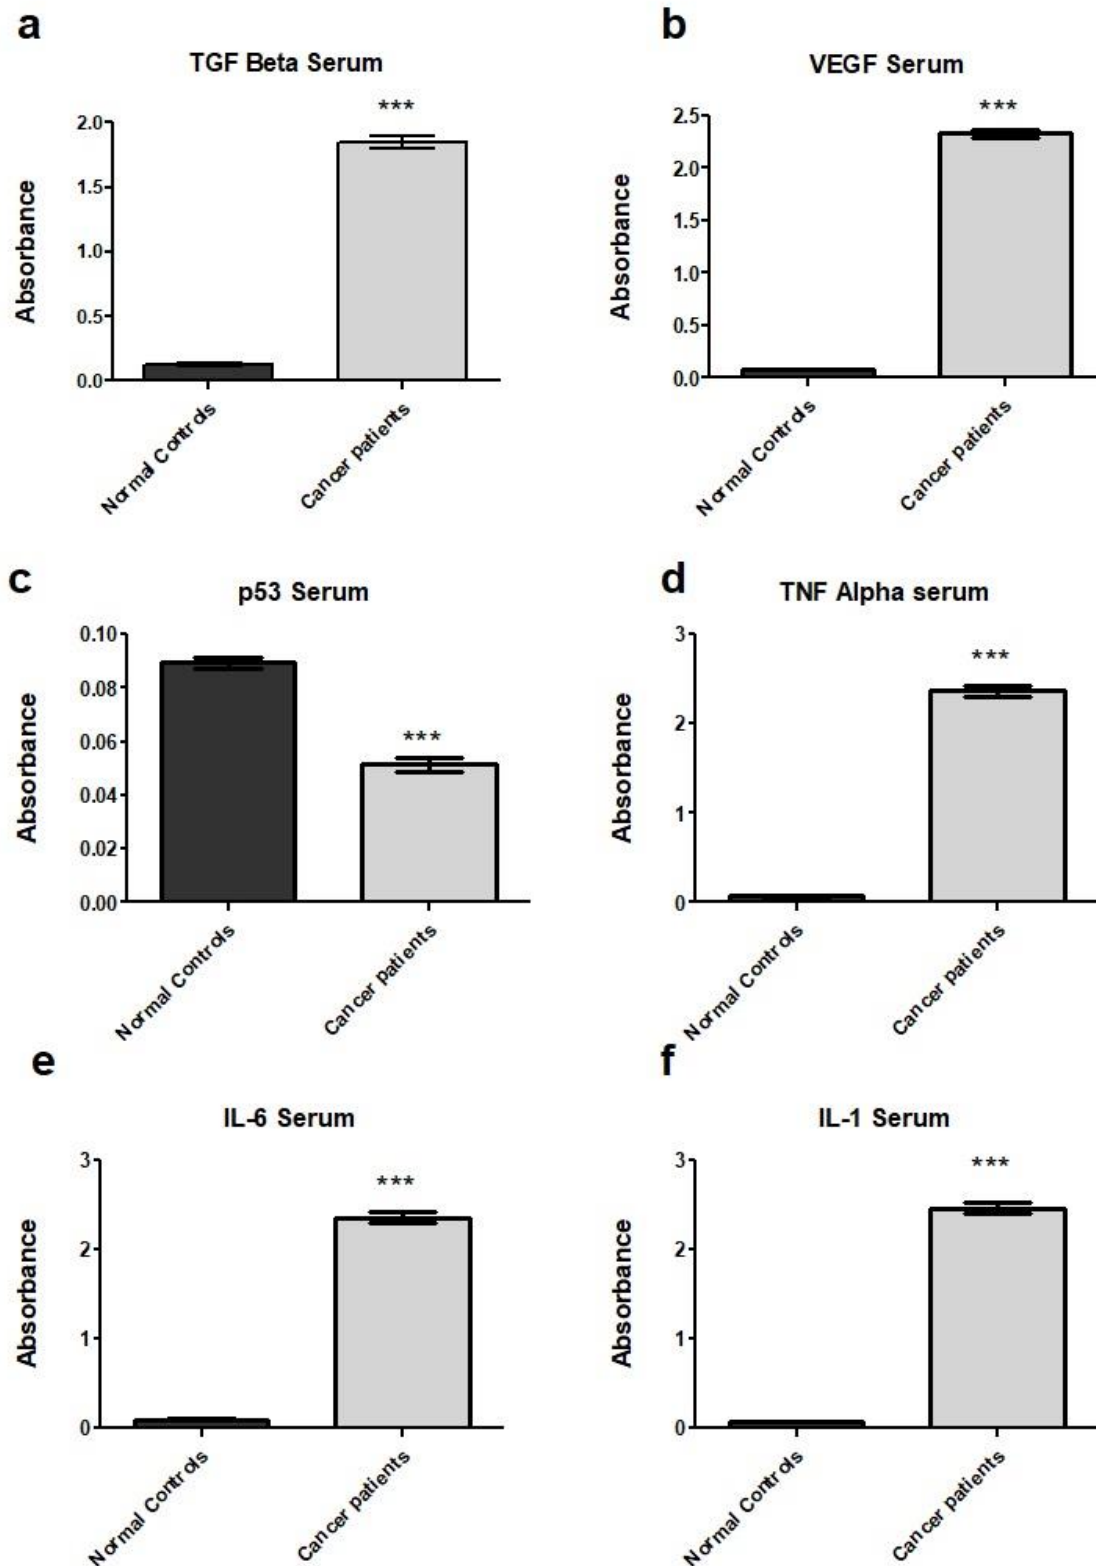 a
TGF Beta Serum
***
2.0
1.5
1.0
0.5
0.0
Absorbance
Normal Controls
Cancer patients
b
VEGF Serum
***
2.5
2.0
1.5
1.0
0.5
0.0
Absorbance
Normal Controls
Cancer patients
c
p53 Serum
***
0.10
0.08
0.06
0.04
0.02
0.00
Absorbance
Normal Controls
Cancer patients
d
TNF Alpha serum
***
3
2
1
0
Absorbance
Normal Controls
Cancer patients
e
IL-6 Serum
***
3
2
1
0
Absorbance
Normal Controls
Cancer patients
f
IL-1 Serum
***
3
2
1
0
Absorbance
Normal Controls
Cancer patients